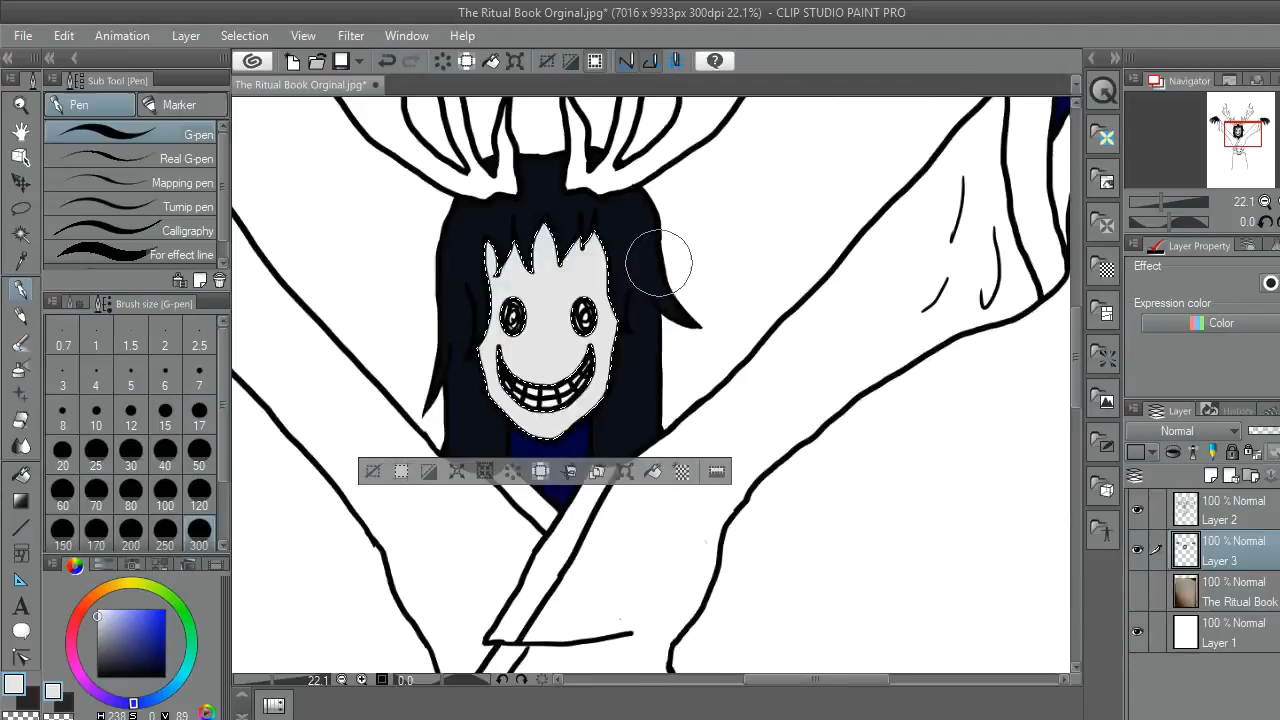 The Ritual Book Orginal.jpg* (7016 x 9933px 300dpi 22.1%) - CLIP STUDIO PAINT PRO
File Edit Animation Layer Selection View Filter Window Help
Sub Tool [Pen]
The Ritual Book Orginal.jpg*
Navigator
Pen Marker
G-pen
Real G-pen
Mapping pen
Turnip pen
Calligraphy
For effect line
22.1
0.0
Layer Property
Effect
Expression color
Color
Brush size [G-pen]
0.7 1 1.5 2 2.5
3 4 5 6 7
8 10 12 15 17
20 25 30 40 50
60 70 80 100 120
150 170 200 250 300
Layer History
Normal
100 % Normal
Layer 2
100 % Normal
Layer 3
100 % Normal
The Ritual Book
100 % Normal
Layer 1
A
22.1 0.0
H 238 S 0 V 89